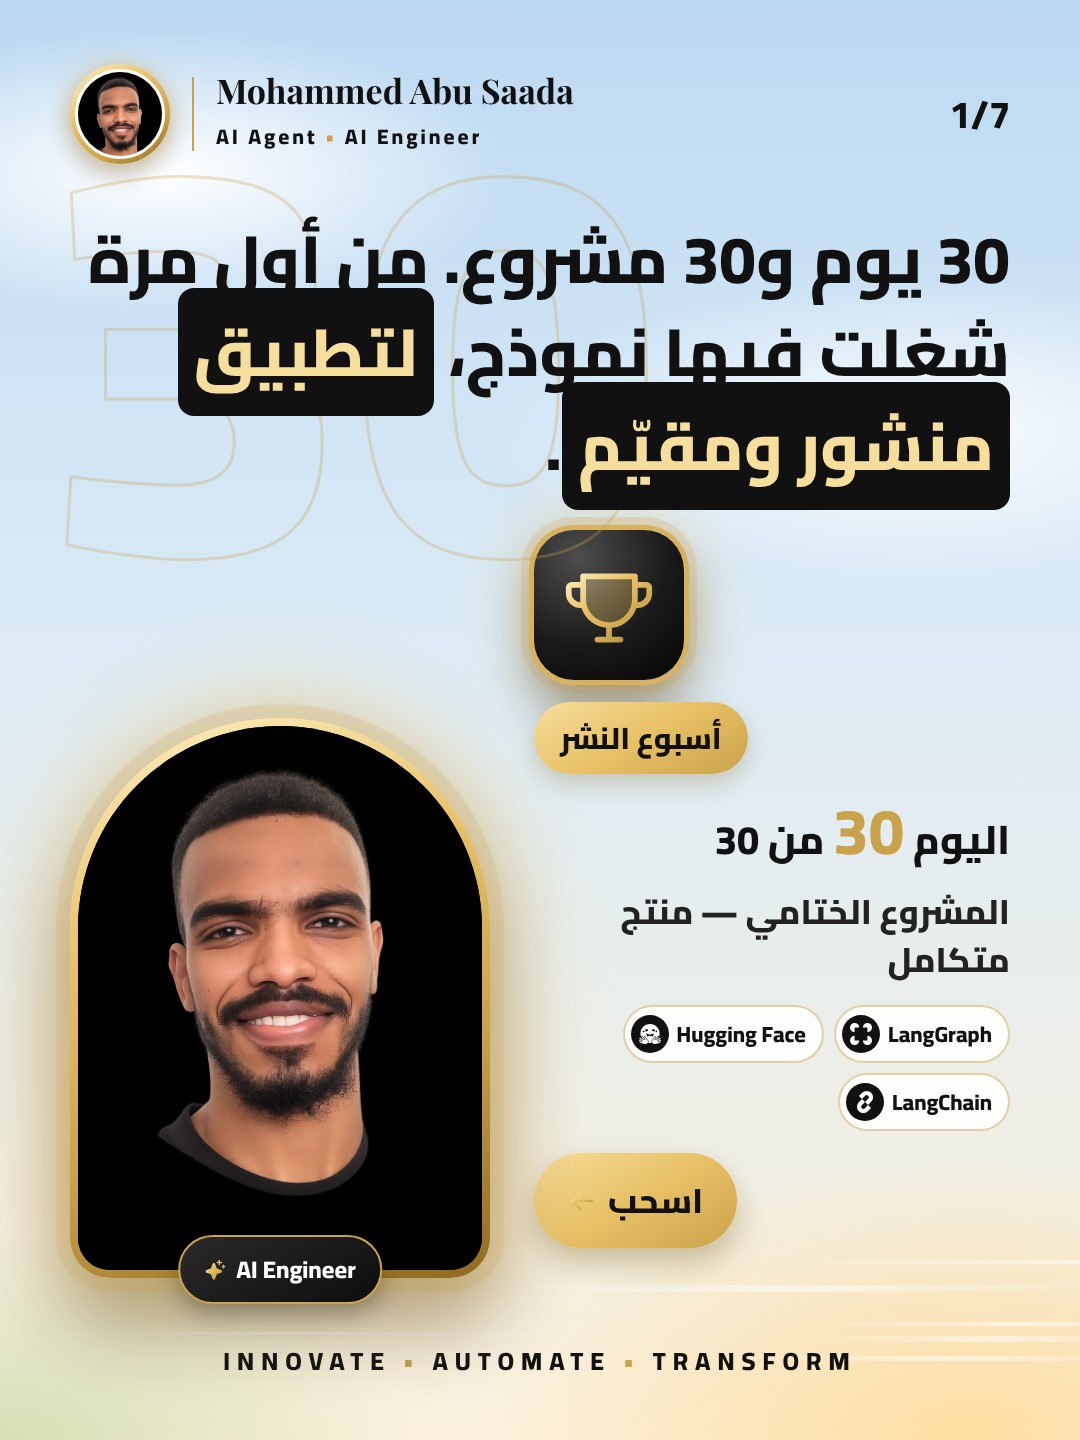 Mohammed Abu Saada
AI Agent ▪ AI Engineer
1/7
30
30 يوم و30 مشروع. من أول مرة
شغلت فيها نموذج، لتطبيق
منشور ومقيّم.
أسبوع النشر
اليوم 30 من 30
المشروع الختامي — منتج
متكامل
LangGraph
Hugging Face
LangChain
اسحب ←
AI Engineer
INNOVATE ▪ AUTOMATE ▪ TRANSFORM